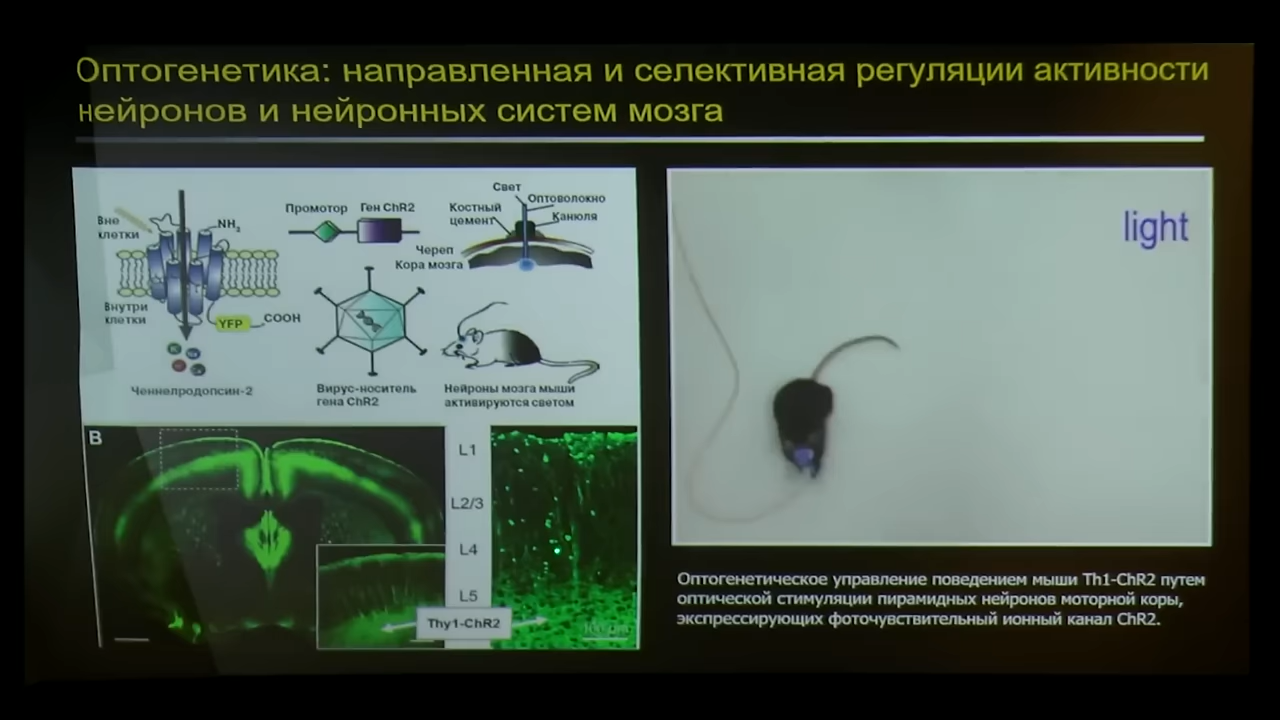 Оптогенетика: направленная и селективная регуляции активности
нейронов и нейронных систем мозга
Вне
клетки
NH₃
Внутри
клетки
YFP
COOH
Ченнелродопсин-2
Промотор
Ген ChR2
Вирус-носитель
гена ChR2
Свет
Оптоволокно
Костный
цемент
Канюля
Череп
Кора мозга
Нейроны мозга мыши
активируются светом
B
L1
L2/3
L4
L5
Thy1-ChR2
light
Оптогенетическое управление поведением мыши Th1-ChR2 путем
оптической стимуляции пирамидных нейронов моторной коры,
экспрессирующих фоточувствительный ионный канал ChR2.